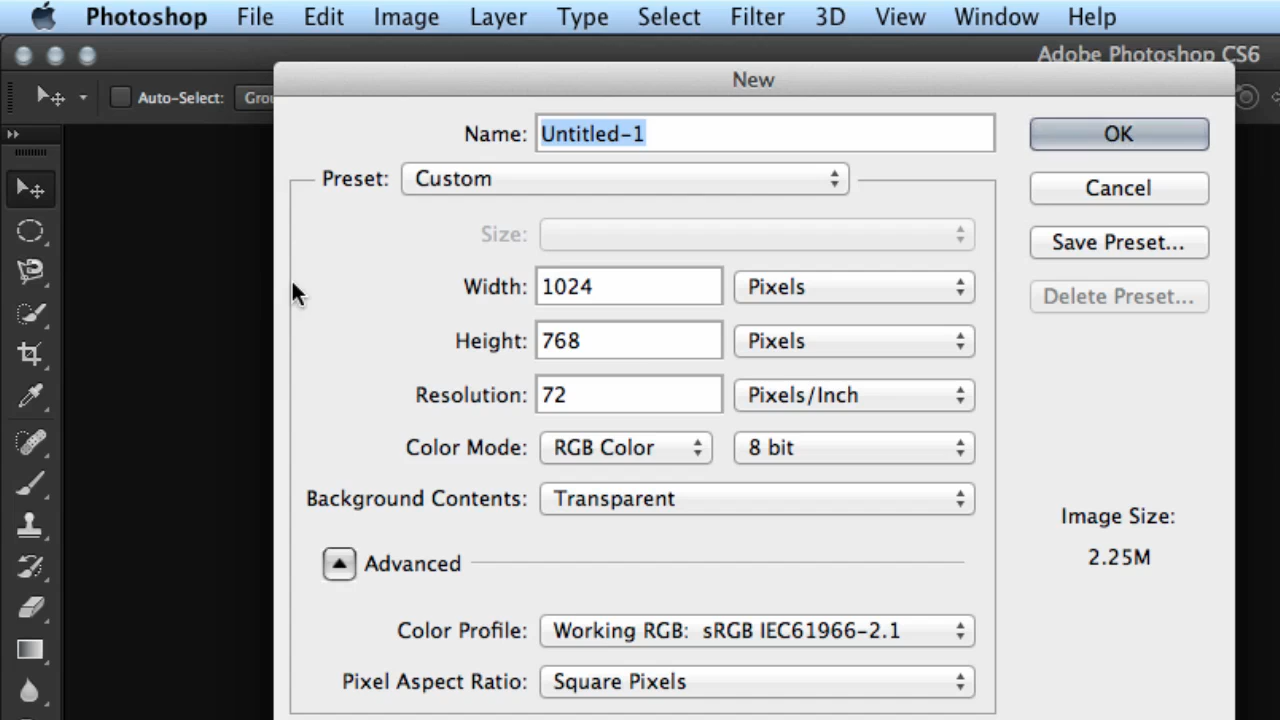 Photoshop File Edit Image Layer Type Select Filter 3D View Window Help
Adobe Photoshop CS6
Auto-Select:
New
Name: Untitled-1 OK
Preset: Custom Cancel
Size:
Save Preset...
Width: 1024 Pixels
Delete Preset...
Height: 768 Pixels
Resolution: 72 Pixels/Inch
Color Mode: RGB Color 8 bit
Background Contents: Transparent
Image Size:
2.25M
Advanced
Color Profile: Working RGB: sRGB IEC61966-2.1
Pixel Aspect Ratio: Square Pixels